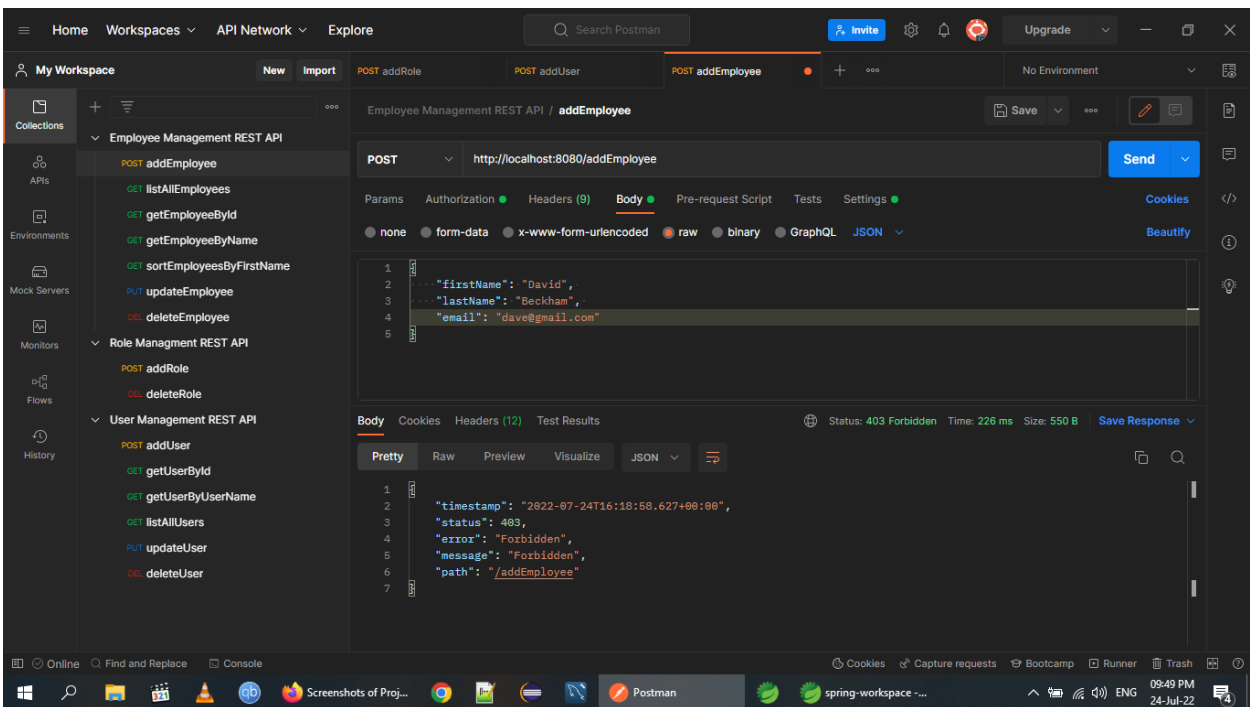 Home Workspaces API Network Explore Search Postman Invite Upgrade
My Workspace New Import POST addRole POST addUser POST addEmployee No Environment
Collections
APIs
Environments
Mock Servers
Monitors
Flows
History
Employee Management REST API
POST addEmployee
GET listAllEmployees
GET getEmployeeById
GET getEmployeeByName
GET sortEmployeesByFirstName
PUT updateEmployee
DEL deleteEmployee
Role Managment REST API
POST addRole
DEL deleteRole
User Management REST API
POST addUser
GET getUserById
GET getUserByUserName
GET listAllUsers
PUT updateUser
DEL deleteUser
Employee Management REST API / addEmployee Save
POST http://localhost:8080/addEmployee Send
Params Authorization Headers (9) Body Pre-request Script Tests Settings Cookies
none form-data x-www-form-urlencoded raw binary GraphQL JSON Beautify
1 {
2 "firstName": "David",
3 "lastName": "Beckham",
4 "email": "dave@gmail.com"
5 }
Body Cookies Headers (12) Test Results Status: 403 Forbidden Time: 226 ms Size: 550 B Save Response
Pretty Raw Preview Visualize JSON
1 {
2 "timestamp": "2022-07-24T16:18:58.627+00:00",
3 "status": 403,
4 "error": "Forbidden",
5 "message": "Forbidden",
6 "path": "/addEmployee"
7 }
Online Find and Replace Console Cookies Capture requests Bootcamp Runner Trash
321 qb Screenshots of Proj... Postman spring-workspace -... ENG 09:49 PM
24-Jul-22 4